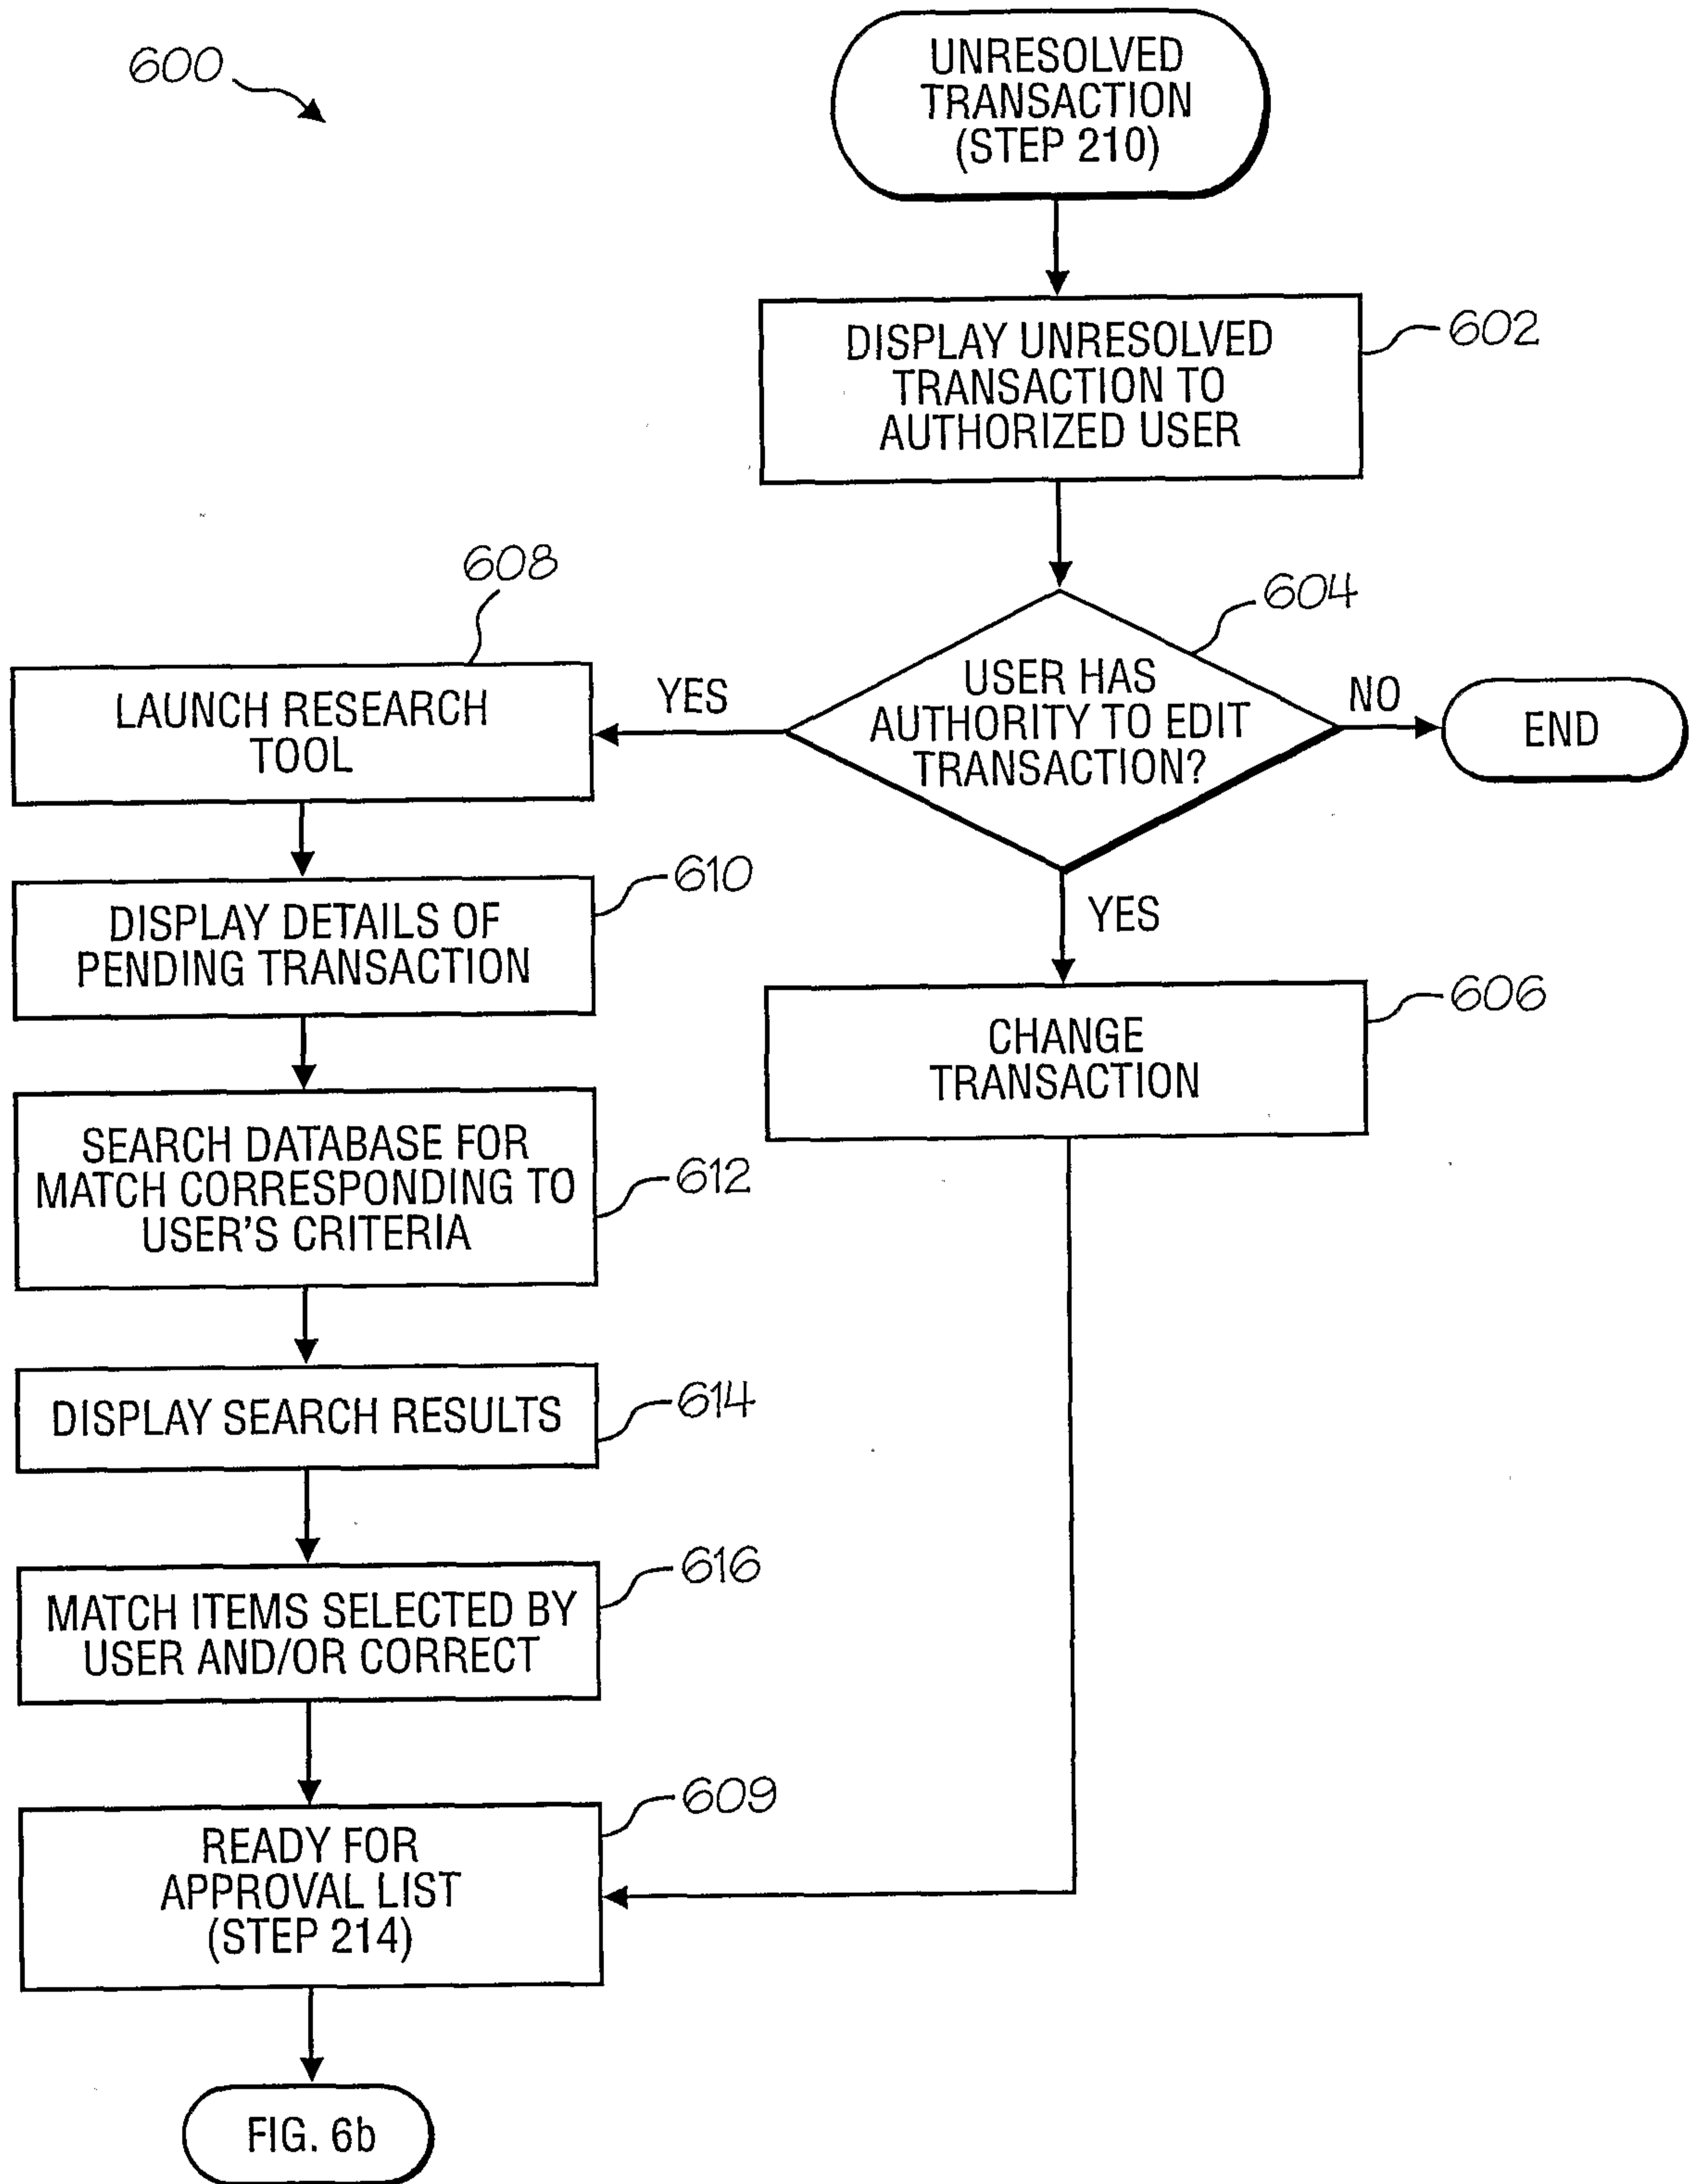 600
UNRESOLVED
TRANSACTION
(STEP 210)
DISPLAY UNRESOLVED
TRANSACTION TO
AUTHORIZED USER
602
604
USER HAS
AUTHORITY TO EDIT
TRANSACTION?
NO
END
YES
608
LAUNCH RESEARCH
TOOL
610
DISPLAY DETAILS OF
PENDING TRANSACTION
YES
606
CHANGE
TRANSACTION
SEARCH DATABASE FOR
MATCH CORRESPONDING TO
USER'S CRITERIA
612
DISPLAY SEARCH RESULTS
614
MATCH ITEMS SELECTED BY
USER AND/OR CORRECT
616
609
READY FOR
APPROVAL LIST
(STEP 214)
FIG. 6b